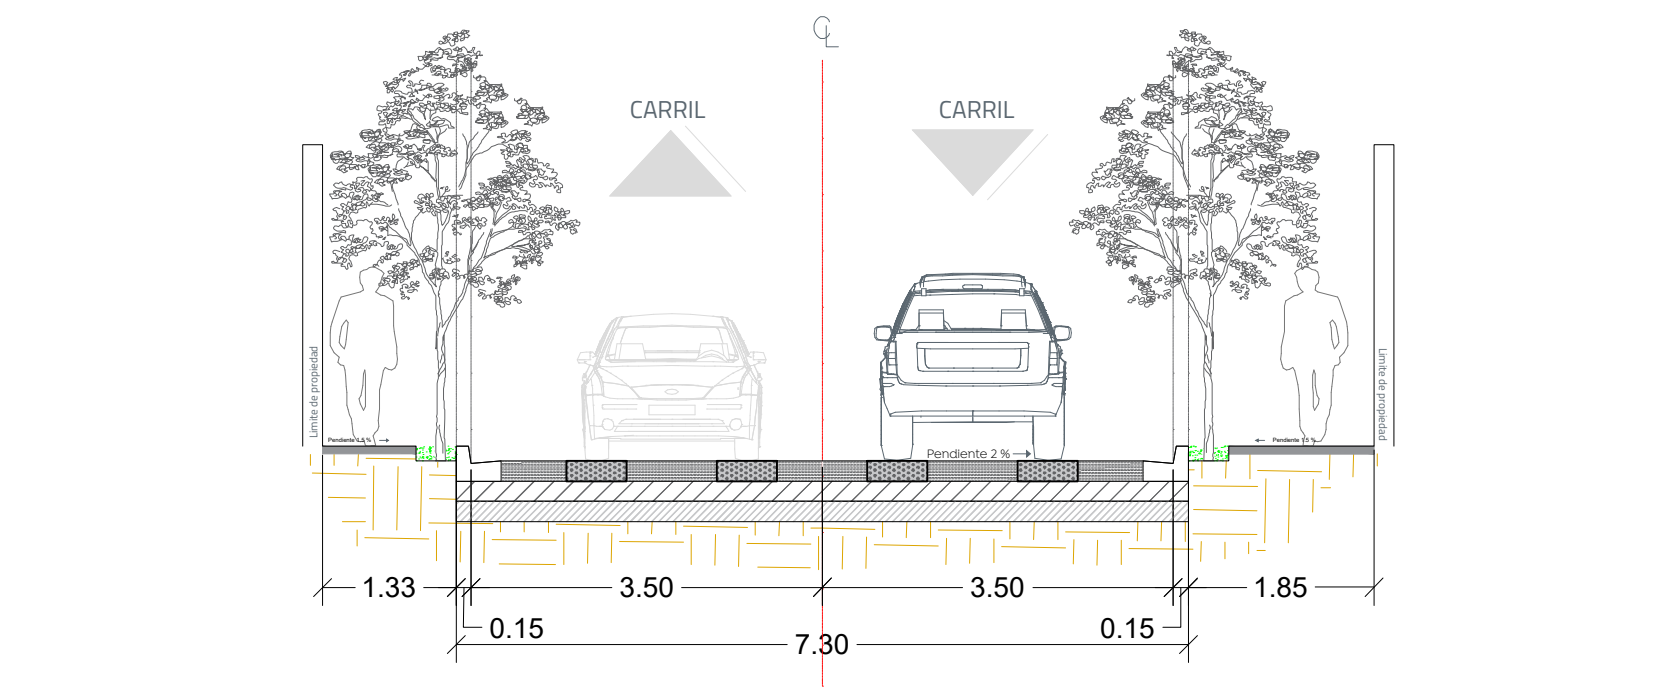 CL
CARRIL
CARRIL
Limite de propiedad
Limite de propiedad
Pendiente 1.5 %
Pendiente 2 %
Pendiente 1.5 %
1.33
3.50
3.50
1.85
0.15
0.15
7.30